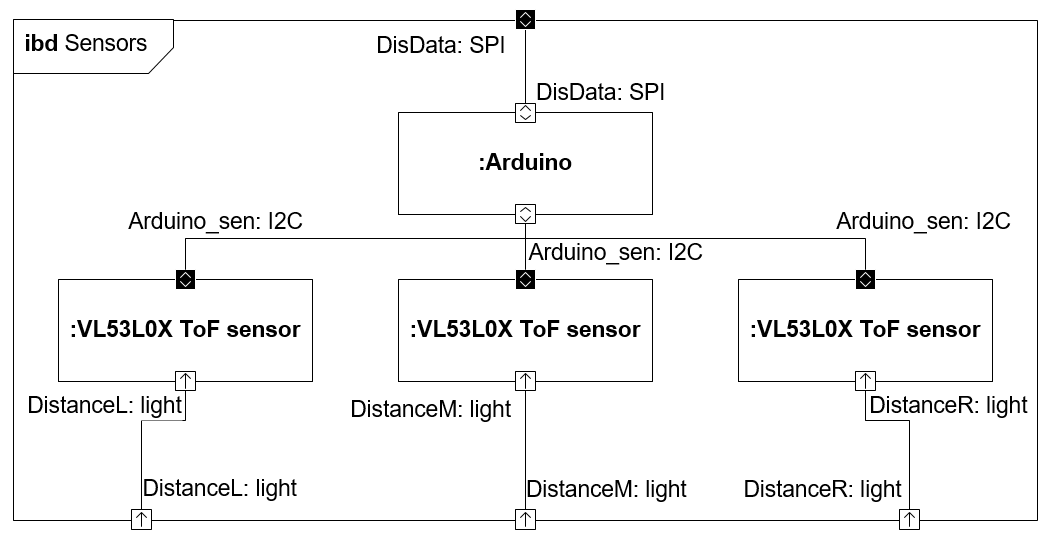 ibd Sensors
DisData: SPI
DisData: SPI
:Arduino
Arduino_sen: I2C
Arduino_sen: I2C
Arduino_sen: I2C
:VL53L0X ToF sensor
:VL53L0X ToF sensor
:VL53L0X ToF sensor
DistanceL: light
DistanceM: light
DistanceR: light
DistanceL: light
DistanceM: light
DistanceR: light